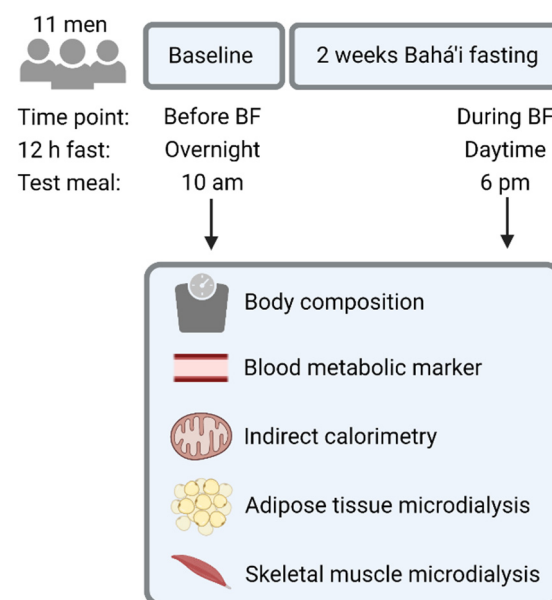 11 men
Baseline
2 weeks Bahá'i fasting
Time point: Before BF During BF
12 h fast: Overnight Daytime
Test meal: 10 am 6 pm
Body composition
Blood metabolic marker
Indirect calorimetry
Adipose tissue microdialysis
Skeletal muscle microdialysis